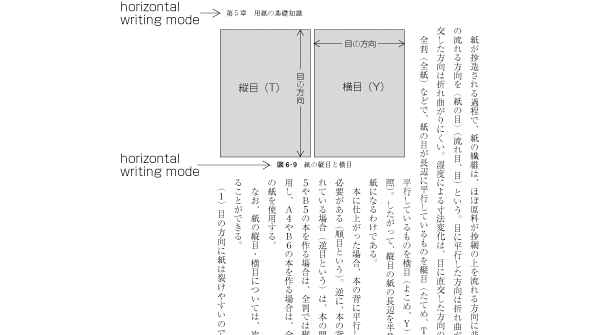 horizontal
writing mode
第5章　用紙の基礎知識
縦目（T）
目の方向
目の方向
横目（Y）
horizontal
writing mode
図6-9　紙の縦目と横目
紙が抄造される過程で、紙の繊維は、ほぼ原料が抄網の上を流れる方向に並
の流れる方向を（紙の目）（流れ目、目）という。目に平行した方向は折れ曲が
交した方向は折れ曲がりにくい。湿度による寸法変化は、目に直交した方向の
全判（全紙）などで、紙の目が長辺に平行しているものを縦目（たてめ、T
平行しているものを横目（よこめ、Y）
照）。したがって、縦目の紙の長辺を半
紙になるわけである。
本に仕上がった場合、本の背に平行し
必要がある（順目という）。逆に、本の背
れている場合（逆目という）は、本の開
5やB5の本を作る場合は、全判では縦
用し、A4やB6の本を作る場合は、全
の紙を使用する。
なお、紙の縦目・横目については、次
ることができる。
（1）目の方向に紙は裂けやすいので